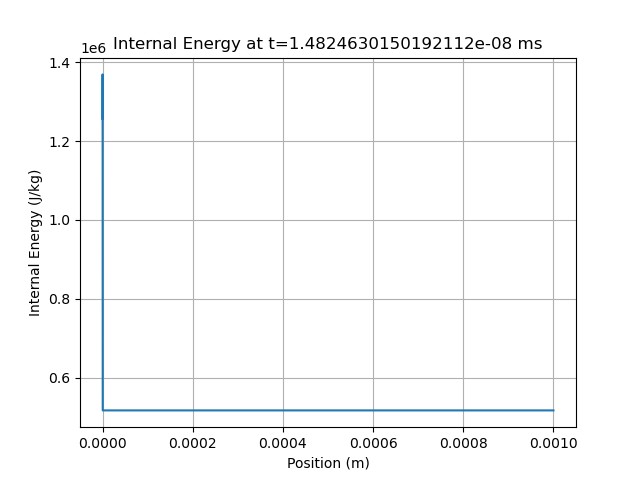 1e6
Internal Energy at t=1.4824630150192112e-08 ms
1.4
1.2
1.0
0.8
0.6
Internal Energy (J/kg)
0.0000 0.0002 0.0004 0.0006 0.0008 0.0010
Position (m)